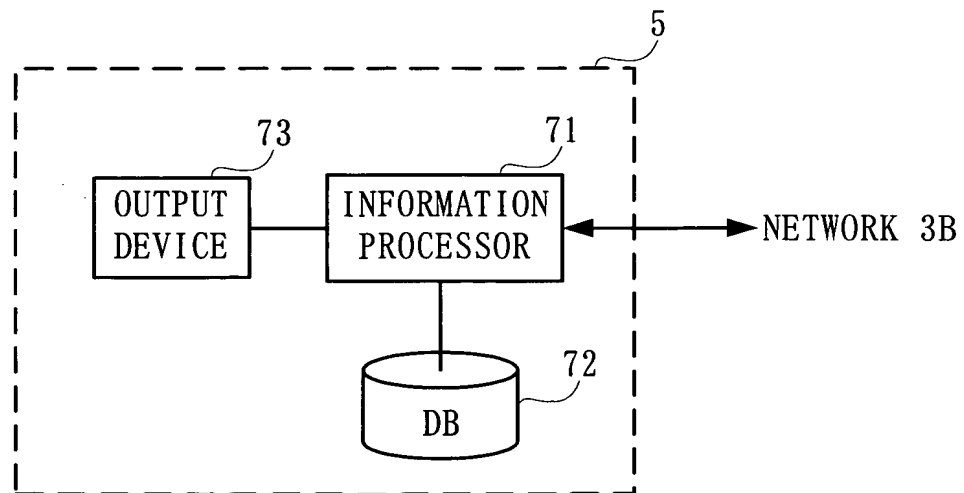 5
73
71
OUTPUT
DEVICE
INFORMATION
PROCESSOR
NETWORK 3B
72
DB